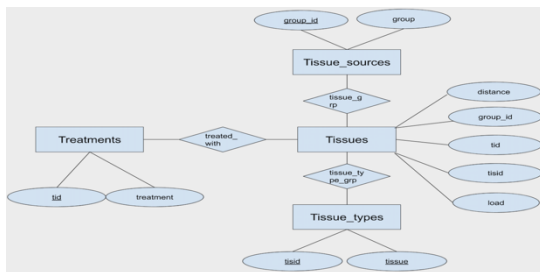 group_id
group
Tissue_sources
tissue_g
rp
distance
group_id
Treatments
treated_
with
Tissues
tid
tissue_ty
pe_grp
tisid
tid
treatment
Tissue_types
load
tisid
tissue